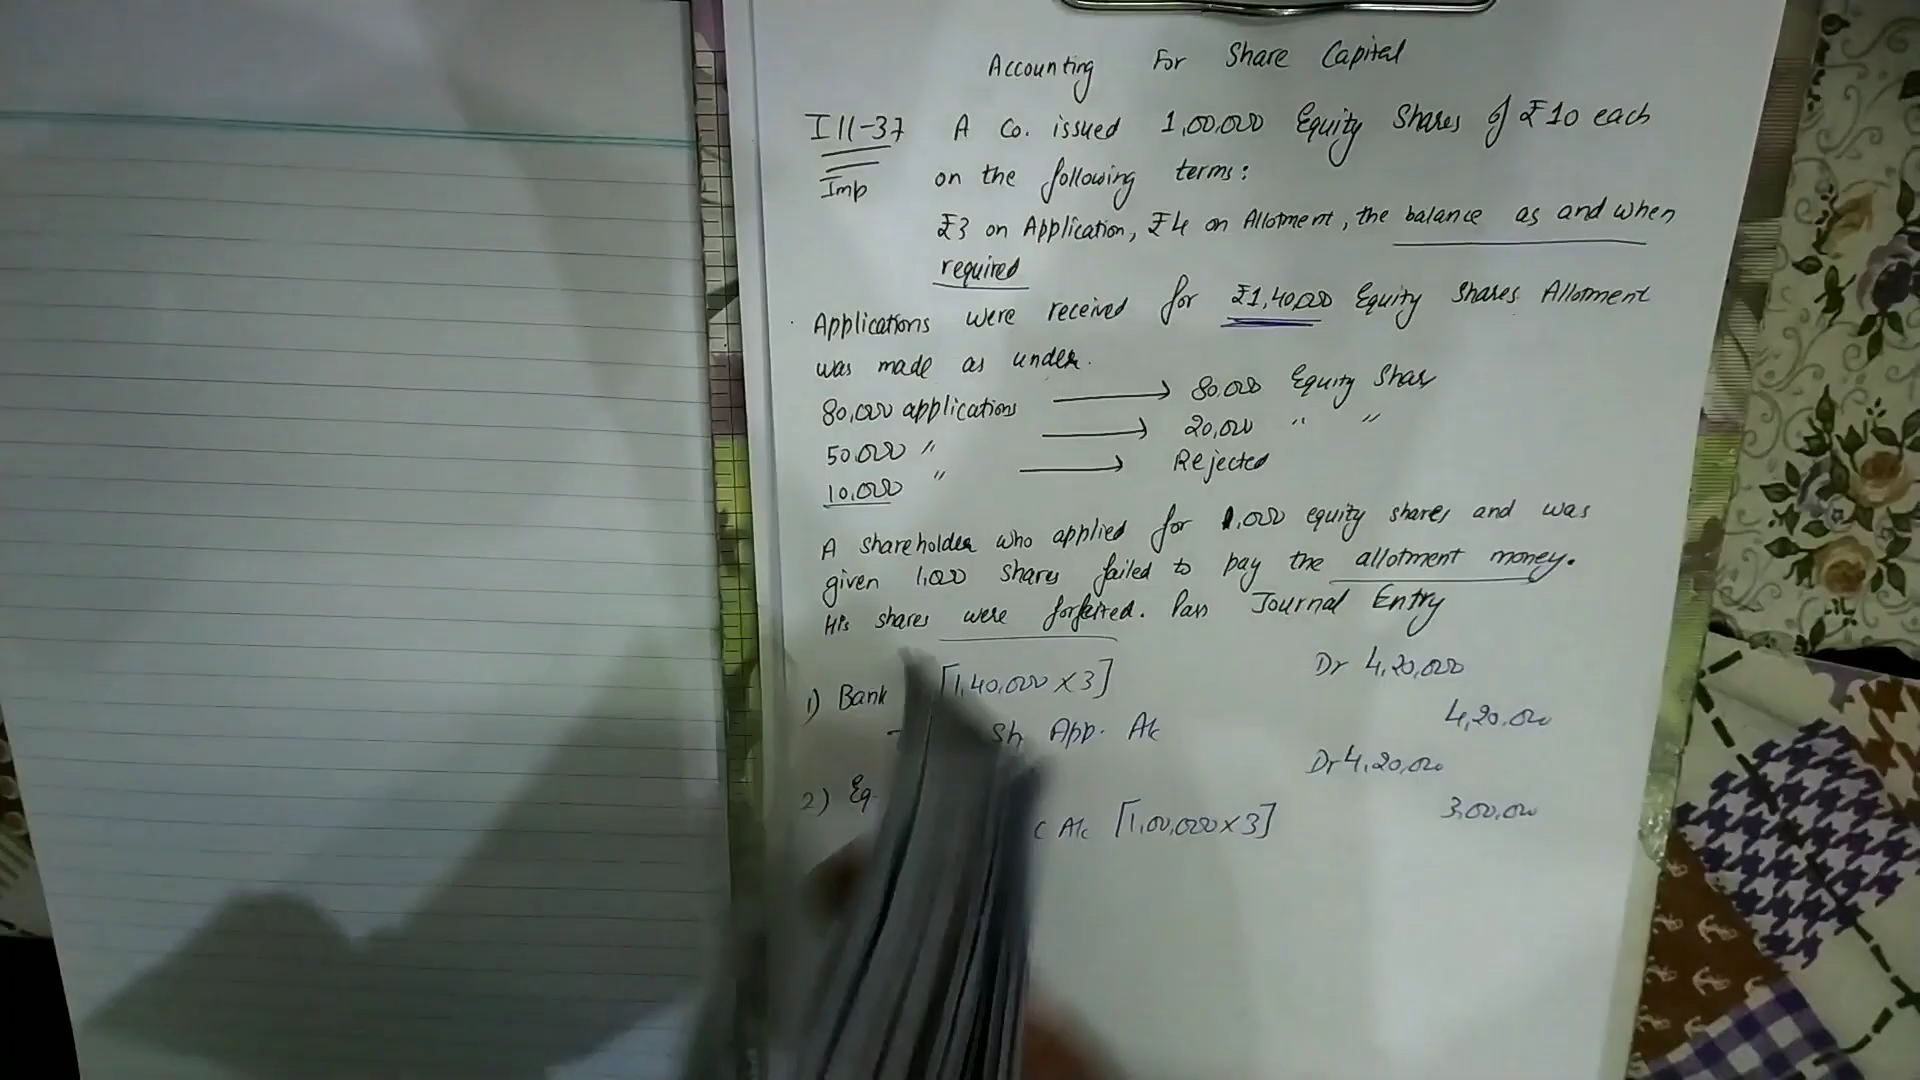 Accounting For Share Capital
Ill-37 A Co. issued 1,00,000 Equity Shares of ₹10 each
Imp on the following terms:
₹3 on Application, ₹4 on Allotment, the balance as and when
required
Applications were received for ₹1,40,000 Equity Shares Allotment
was made as under.
80,000 applications → 80,000 Equity Shar
50,000 " → 20,000 " "
10,000 " → Rejected
A shareholder who applied for 1,000 equity shares and was
given 1,000 shares failed to pay the allotment money.
His shares were forfeited. Pass Journal Entry
1) Bank [1,40,000 x 3] Dr 4,20,000
Sh App. A/c 4,20,000
2) Eq. Dr 4,20,000
C A/c [1,00,000 x 3] 3,00,000